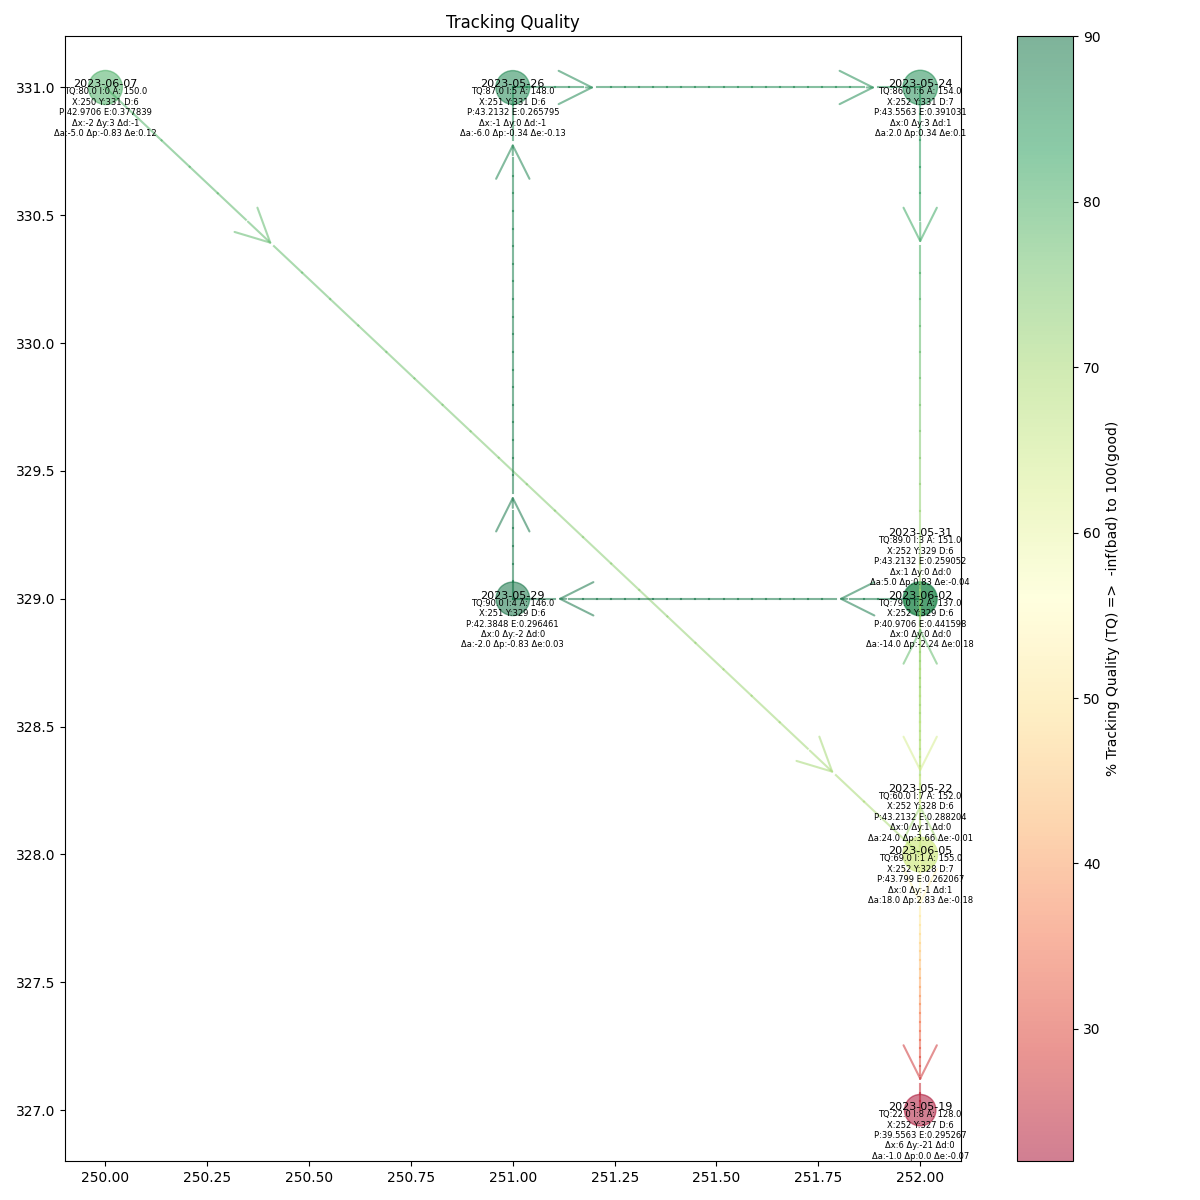 Tracking Quality
2023-06-07
TQ:80.0 I:0 A: 150.0
X:250 Y:331 D:6
P:42.9706 E:0.377839
Δx:-2 Δy:3 Δd:-1
Δa:-5.0 Δp:-0.83 Δe:0.12
2023-05-26
TQ:87.0 I:5 A: 148.0
X:251 Y:331 D:6
P:43.2132 E:0.265795
Δx:-1 Δy:0 Δd:-1
Δa:-6.0 Δp:-0.34 Δe:-0.13
2023-05-24
TQ:86.0 I:6 A: 154.0
X:252 Y:331 D:7
P:43.5563 E:0.391031
Δx:0 Δy:3 Δd:1
Δa:2.0 Δp:0.34 Δe:0.1
2023-05-31
TQ:89.0 I:3 A: 151.0
X:252 Y:329 D:6
P:43.2132 E:0.259052
Δx:1 Δy:0 Δd:0
Δa:5.0 Δp:0.83 Δe:-0.04
2023-05-29
TQ:90.0 I:4 A: 146.0
X:251 Y:329 D:6
P:42.3848 E:0.296461
Δx:0 Δy:-2 Δd:0
Δa:-2.0 Δp:-0.83 Δe:0.03
2023-06-02
TQ:79.0 I:2 A: 137.0
X:252 Y:329 D:6
P:40.9706 E:0.441598
Δx:0 Δy:0 Δd:0
Δa:-14.0 Δp:-2.24 Δe:0.18
2023-05-22
TQ:60.0 I:7 A: 152.0
X:252 Y:328 D:6
P:43.2132 E:0.288204
Δx:0 Δy:1 Δd:0
Δa:24.0 Δp:3.66 Δe:-0.01
2023-06-05
TQ:69.0 I:1 A: 155.0
X:252 Y:328 D:7
P:43.799 E:0.262067
Δx:0 Δy:-1 Δd:1
Δa:18.0 Δp:2.83 Δe:-0.18
2023-05-19
TQ:22.0 I:8 A: 128.0
X:252 Y:327 D:6
P:39.5563 E:0.295267
Δx:6 Δy:-21 Δd:0
Δa:-1.0 Δp:0.0 Δe:-0.07
331.0
330.5
330.0
329.5
329.0
328.5
328.0
327.5
327.0
250.00
250.25
250.50
250.75
251.00
251.25
251.50
251.75
252.00
90
80
70
60
50
40
30
% Tracking Quality (TQ) => -inf(bad) to 100(good)